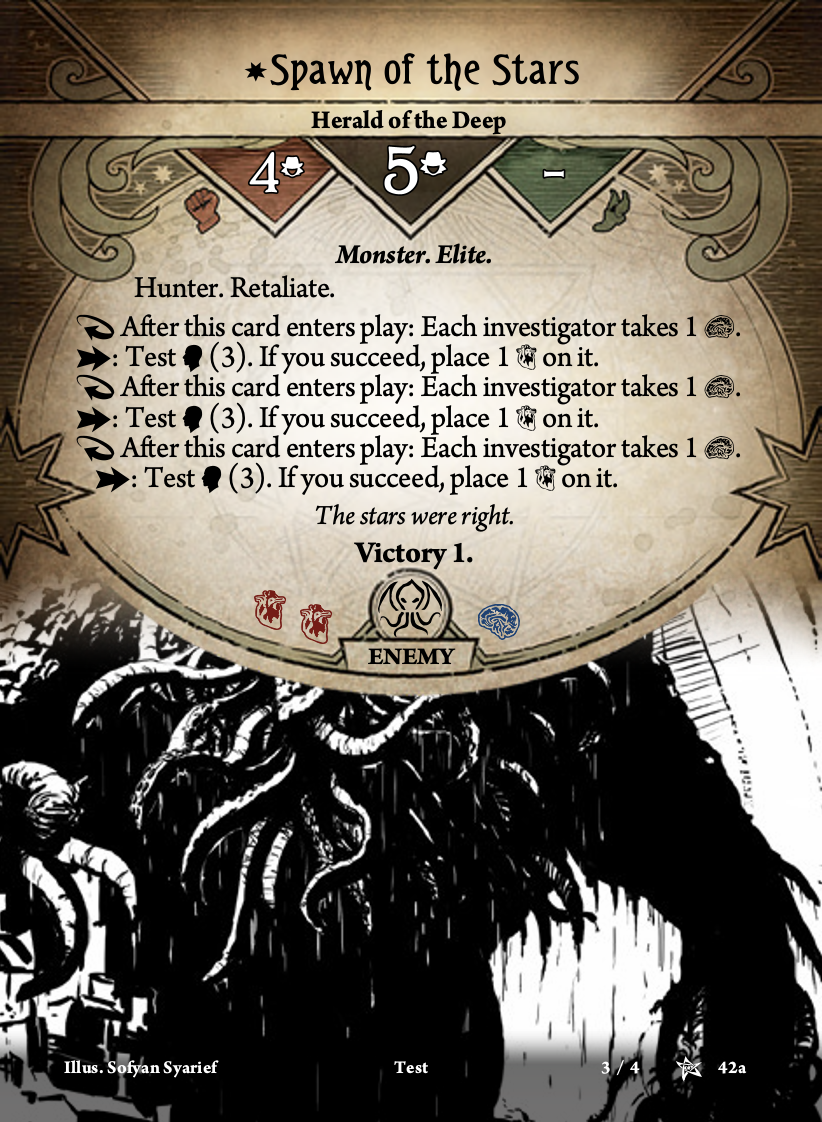 Spawn of the Stars
Herald of the Deep
4 5 –
Monster. Elite.
Hunter. Retaliate.
After this card enters play: Each investigator takes 1 .
: Test (3). If you succeed, place 1 on it.
After this card enters play: Each investigator takes 1 .
: Test (3). If you succeed, place 1 on it.
After this card enters play: Each investigator takes 1 .
: Test (3). If you succeed, place 1 on it.
The stars were right.
Victory 1.
ENEMY
Illus. Sofyan Syarief Test 3 / 4 42a